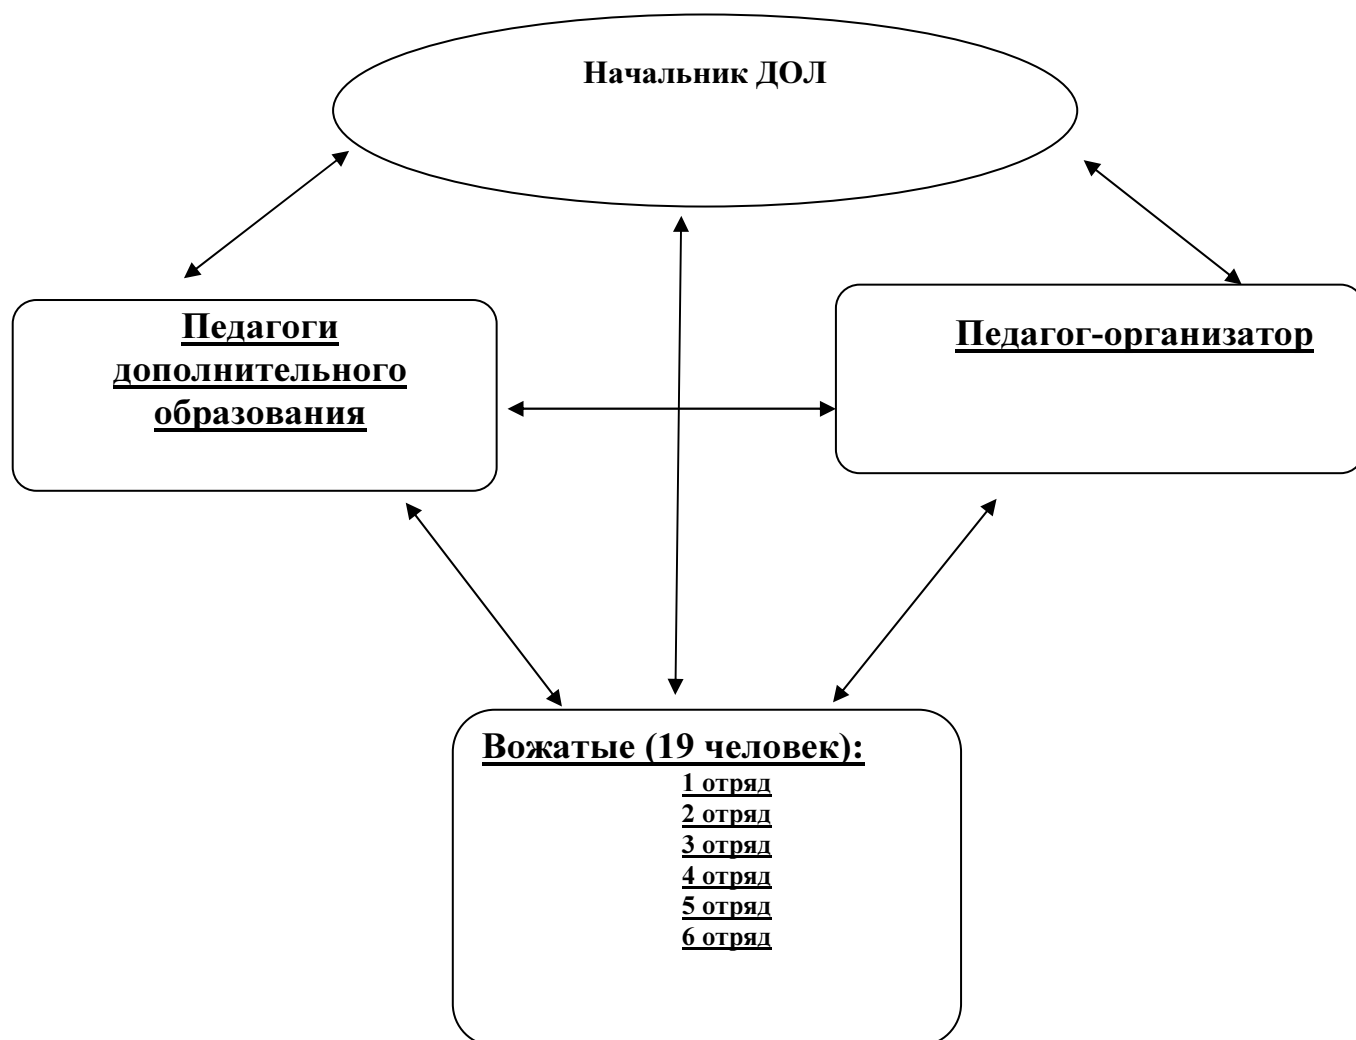 Начальник ДОЛ
Педагоги
дополнительного
образования
Педагог-организатор
Вожатые (19 человек):
1 отряд
2 отряд
3 отряд
4 отряд
5 отряд
6 отряд